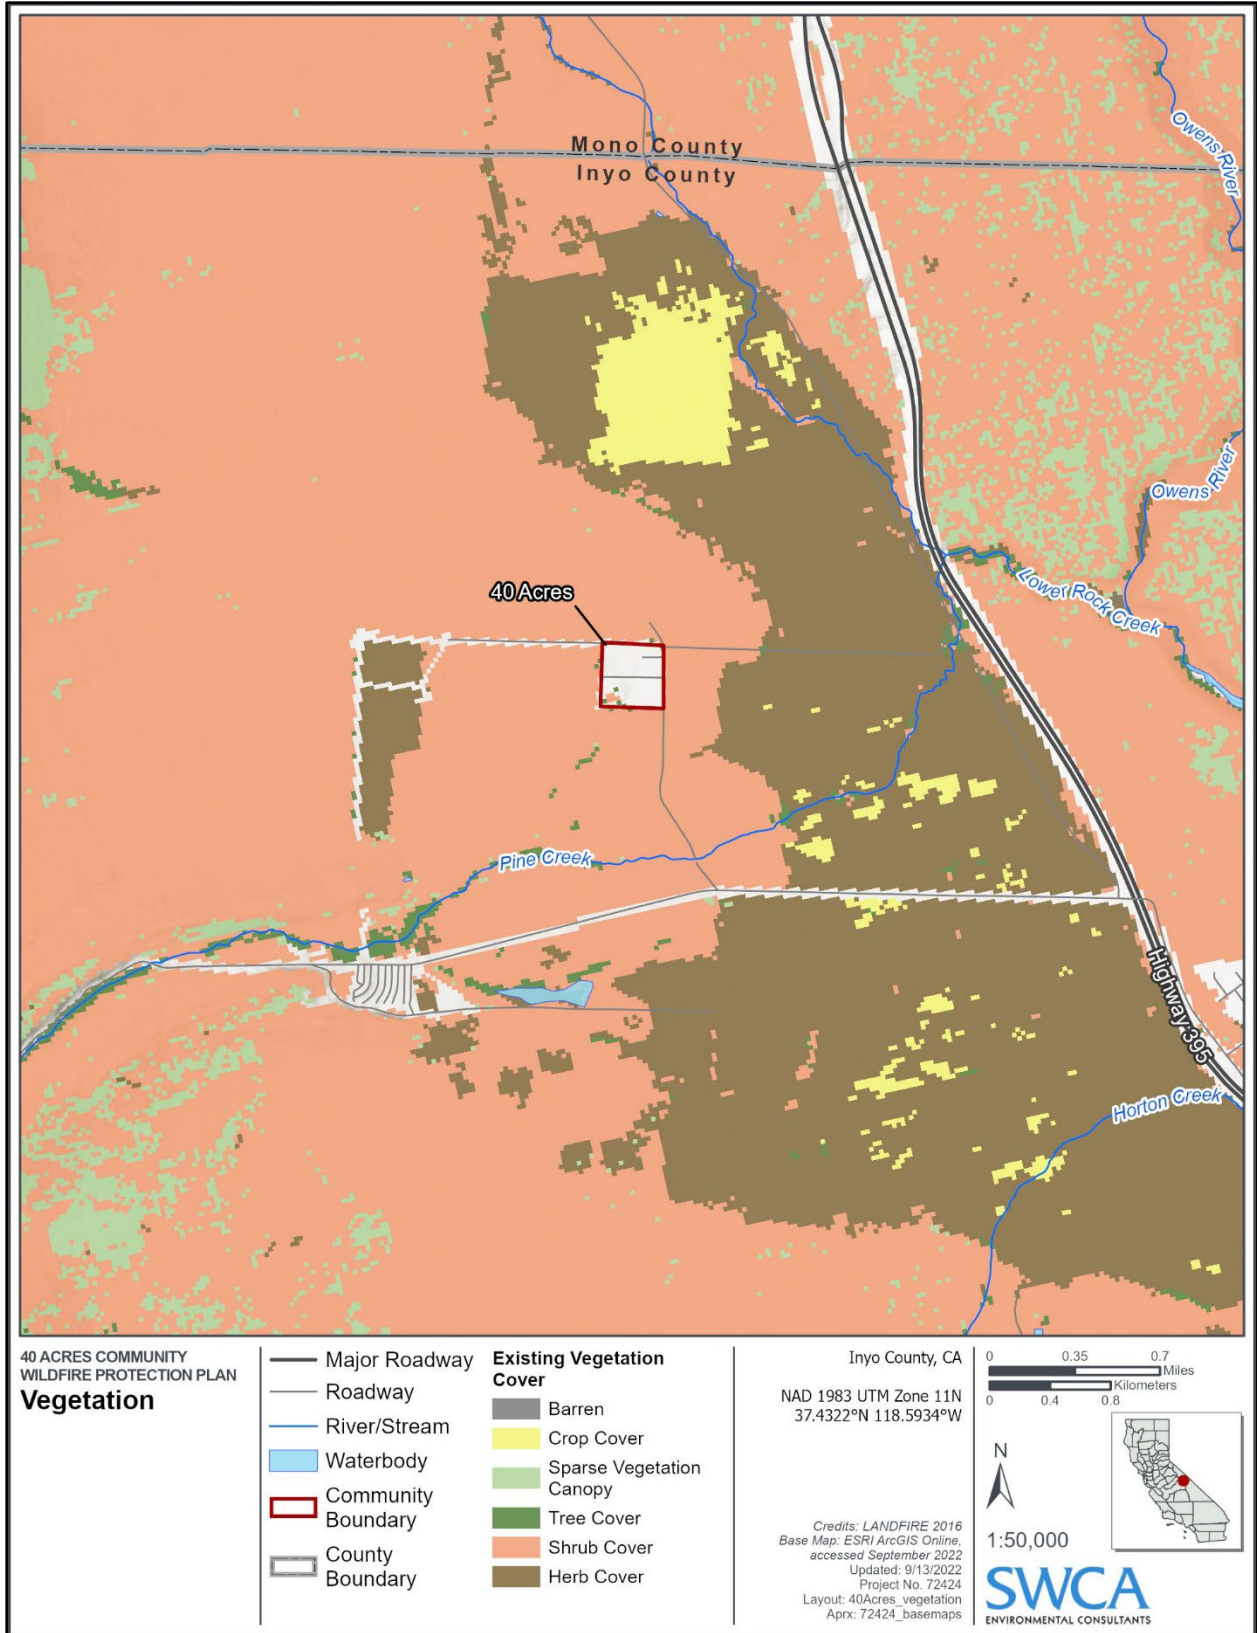 Mono County
Inyo County
Owens River
Owens River
Lower Rock Creek
40 Acres
Pine Creek
Highway 395
Horton Creek
40 ACRES COMMUNITY
WILDFIRE PROTECTION PLAN
Vegetation
Major Roadway
Roadway
River/Stream
Waterbody
Community
Boundary
County
Boundary
Existing Vegetation
Cover
Barren
Crop Cover
Sparse Vegetation
Canopy
Tree Cover
Shrub Cover
Herb Cover
Inyo County, CA
NAD 1983 UTM Zone 11N
37.4322°N 118.5934°W
Credits: LANDFIRE 2016
Base Map: ESRI ArcGIS Online,
accessed September 2022
Updated: 9/13/2022
Project No. 72424
Layout: 40Acres_vegetation
Aprx: 72424_basemaps
0 0.35 0.7
Miles
Kilometers
0 0.4 0.8
N
1:50,000
SWCA
ENVIRONMENTAL CONSULTANTS